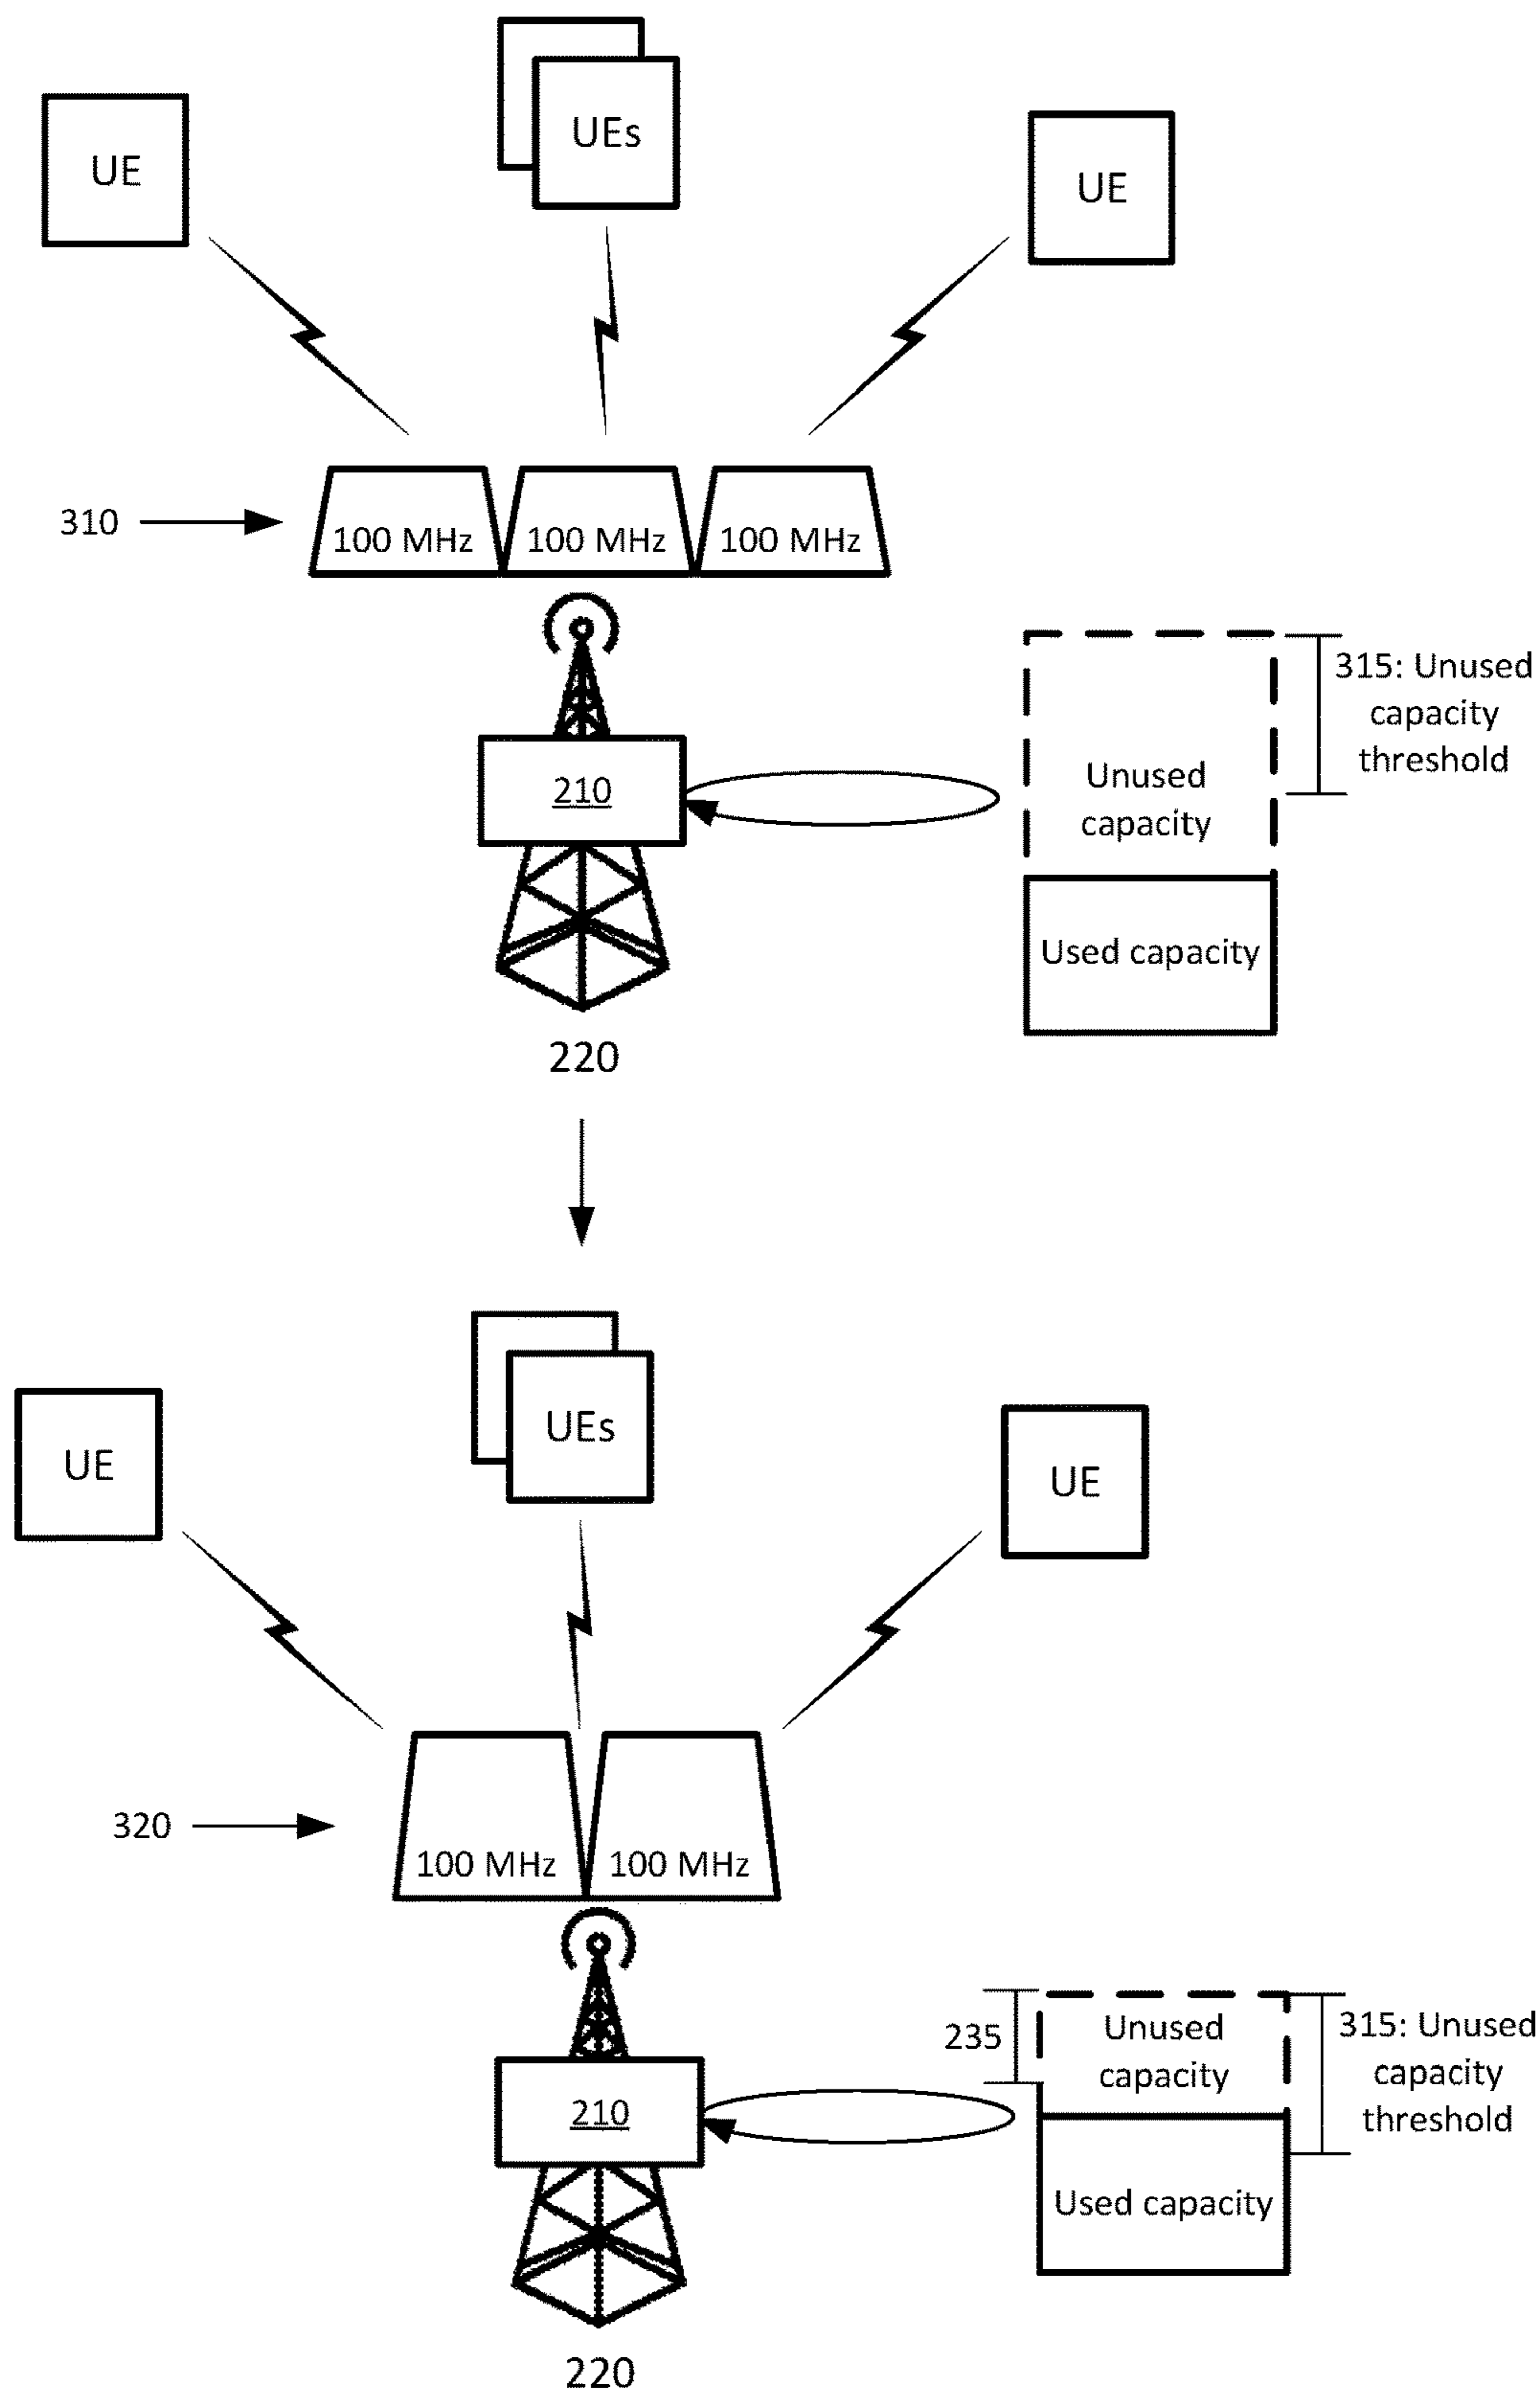 UEs
UE
UE
310
100 MHz
100 MHz
100 MHz
315: Unused
capacity
threshold
210
Unused
capacity
Used capacity
220
UEs
UE
UE
320
100 MHz
100 MHz
235
Unused
capacity
315: Unused
capacity
threshold
210
Used capacity
220